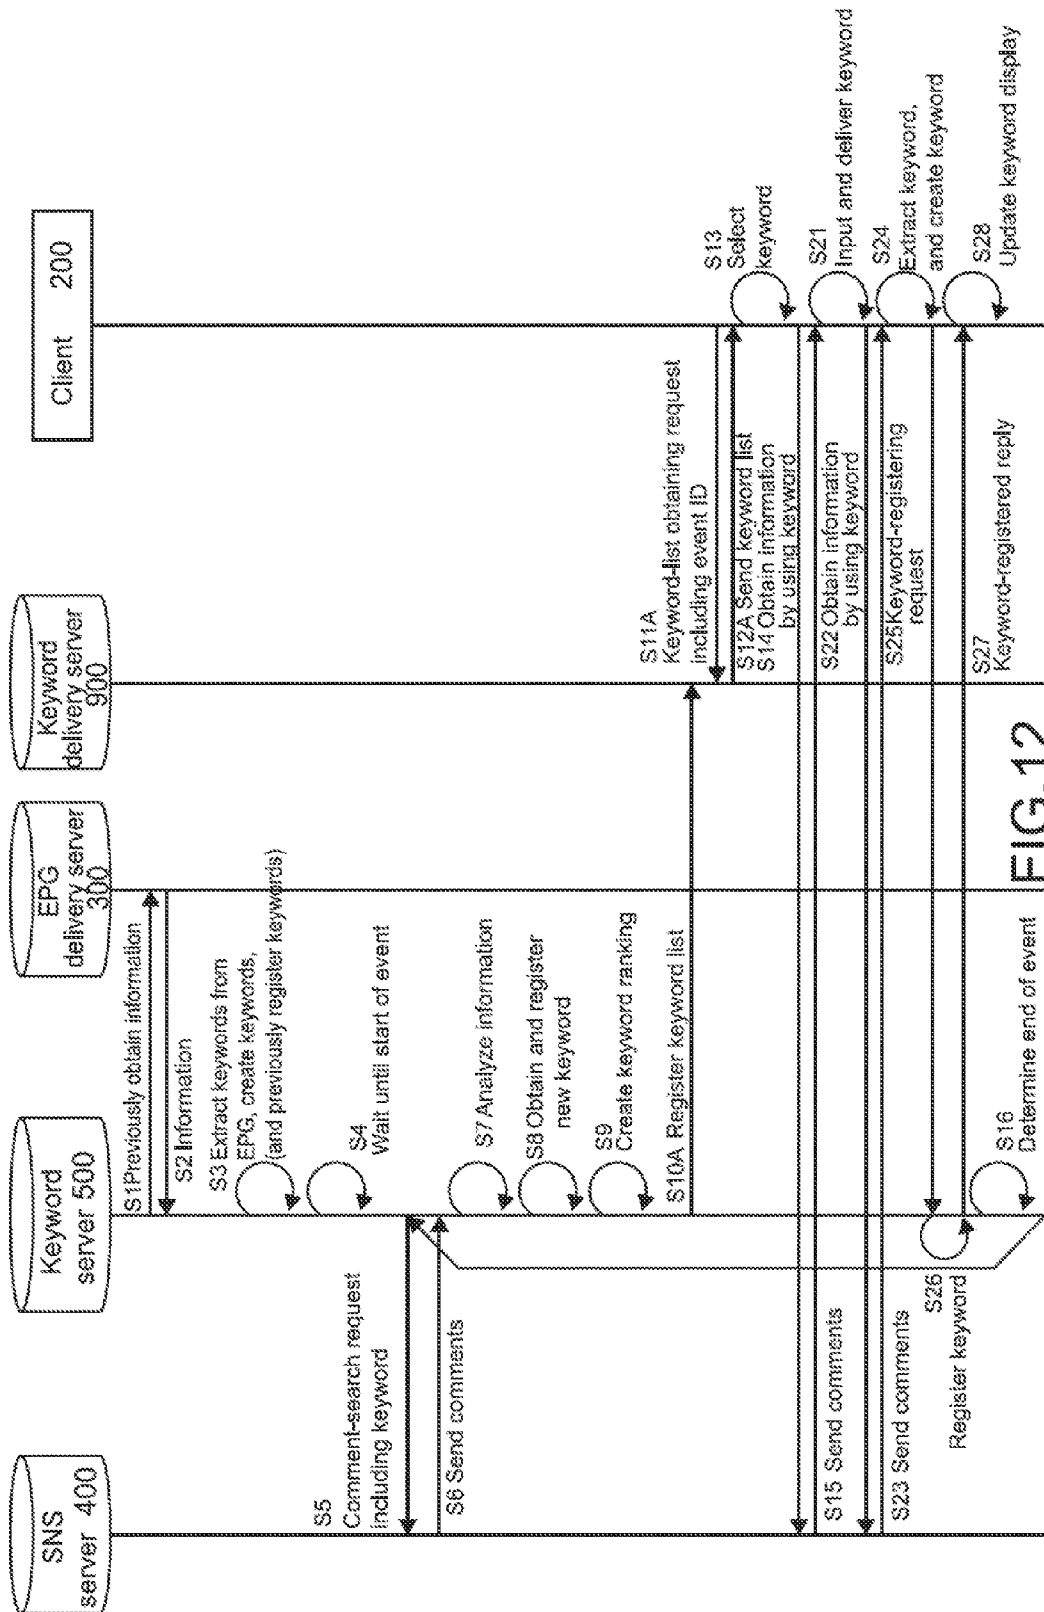 SNS
server 400
Keyword
server 500
EPG
delivery server
300
Keyword
delivery server
900
Client 200
S1Previously obtain information
S2 Information
S3 Extract keywords from
EPG, create keywords,
(and previously register keywords)
S4
Wait until start of event
S5
Comment-search request
including keyword
S6 Send comments
S7 Analyze information
S8 Obtain and register
new keyword
S9
Create keyword ranking
S10A Register keyword list
S11A
Keyword-list obtaining request
including event ID
S12A Send keyword list
S13
Select
keyword
S14 Obtain information
by using keyword
S15 Send comments
S21
Input and deliver keyword
S22 Obtain information
by using keyword
S23 Send comments
S24
Extract keyword,
and create keyword
S25Keyword-registering
request
S26
Register keyword
S27
Keyword-registered reply
S28
Update keyword display
S16
Determine end of event
FIG.12